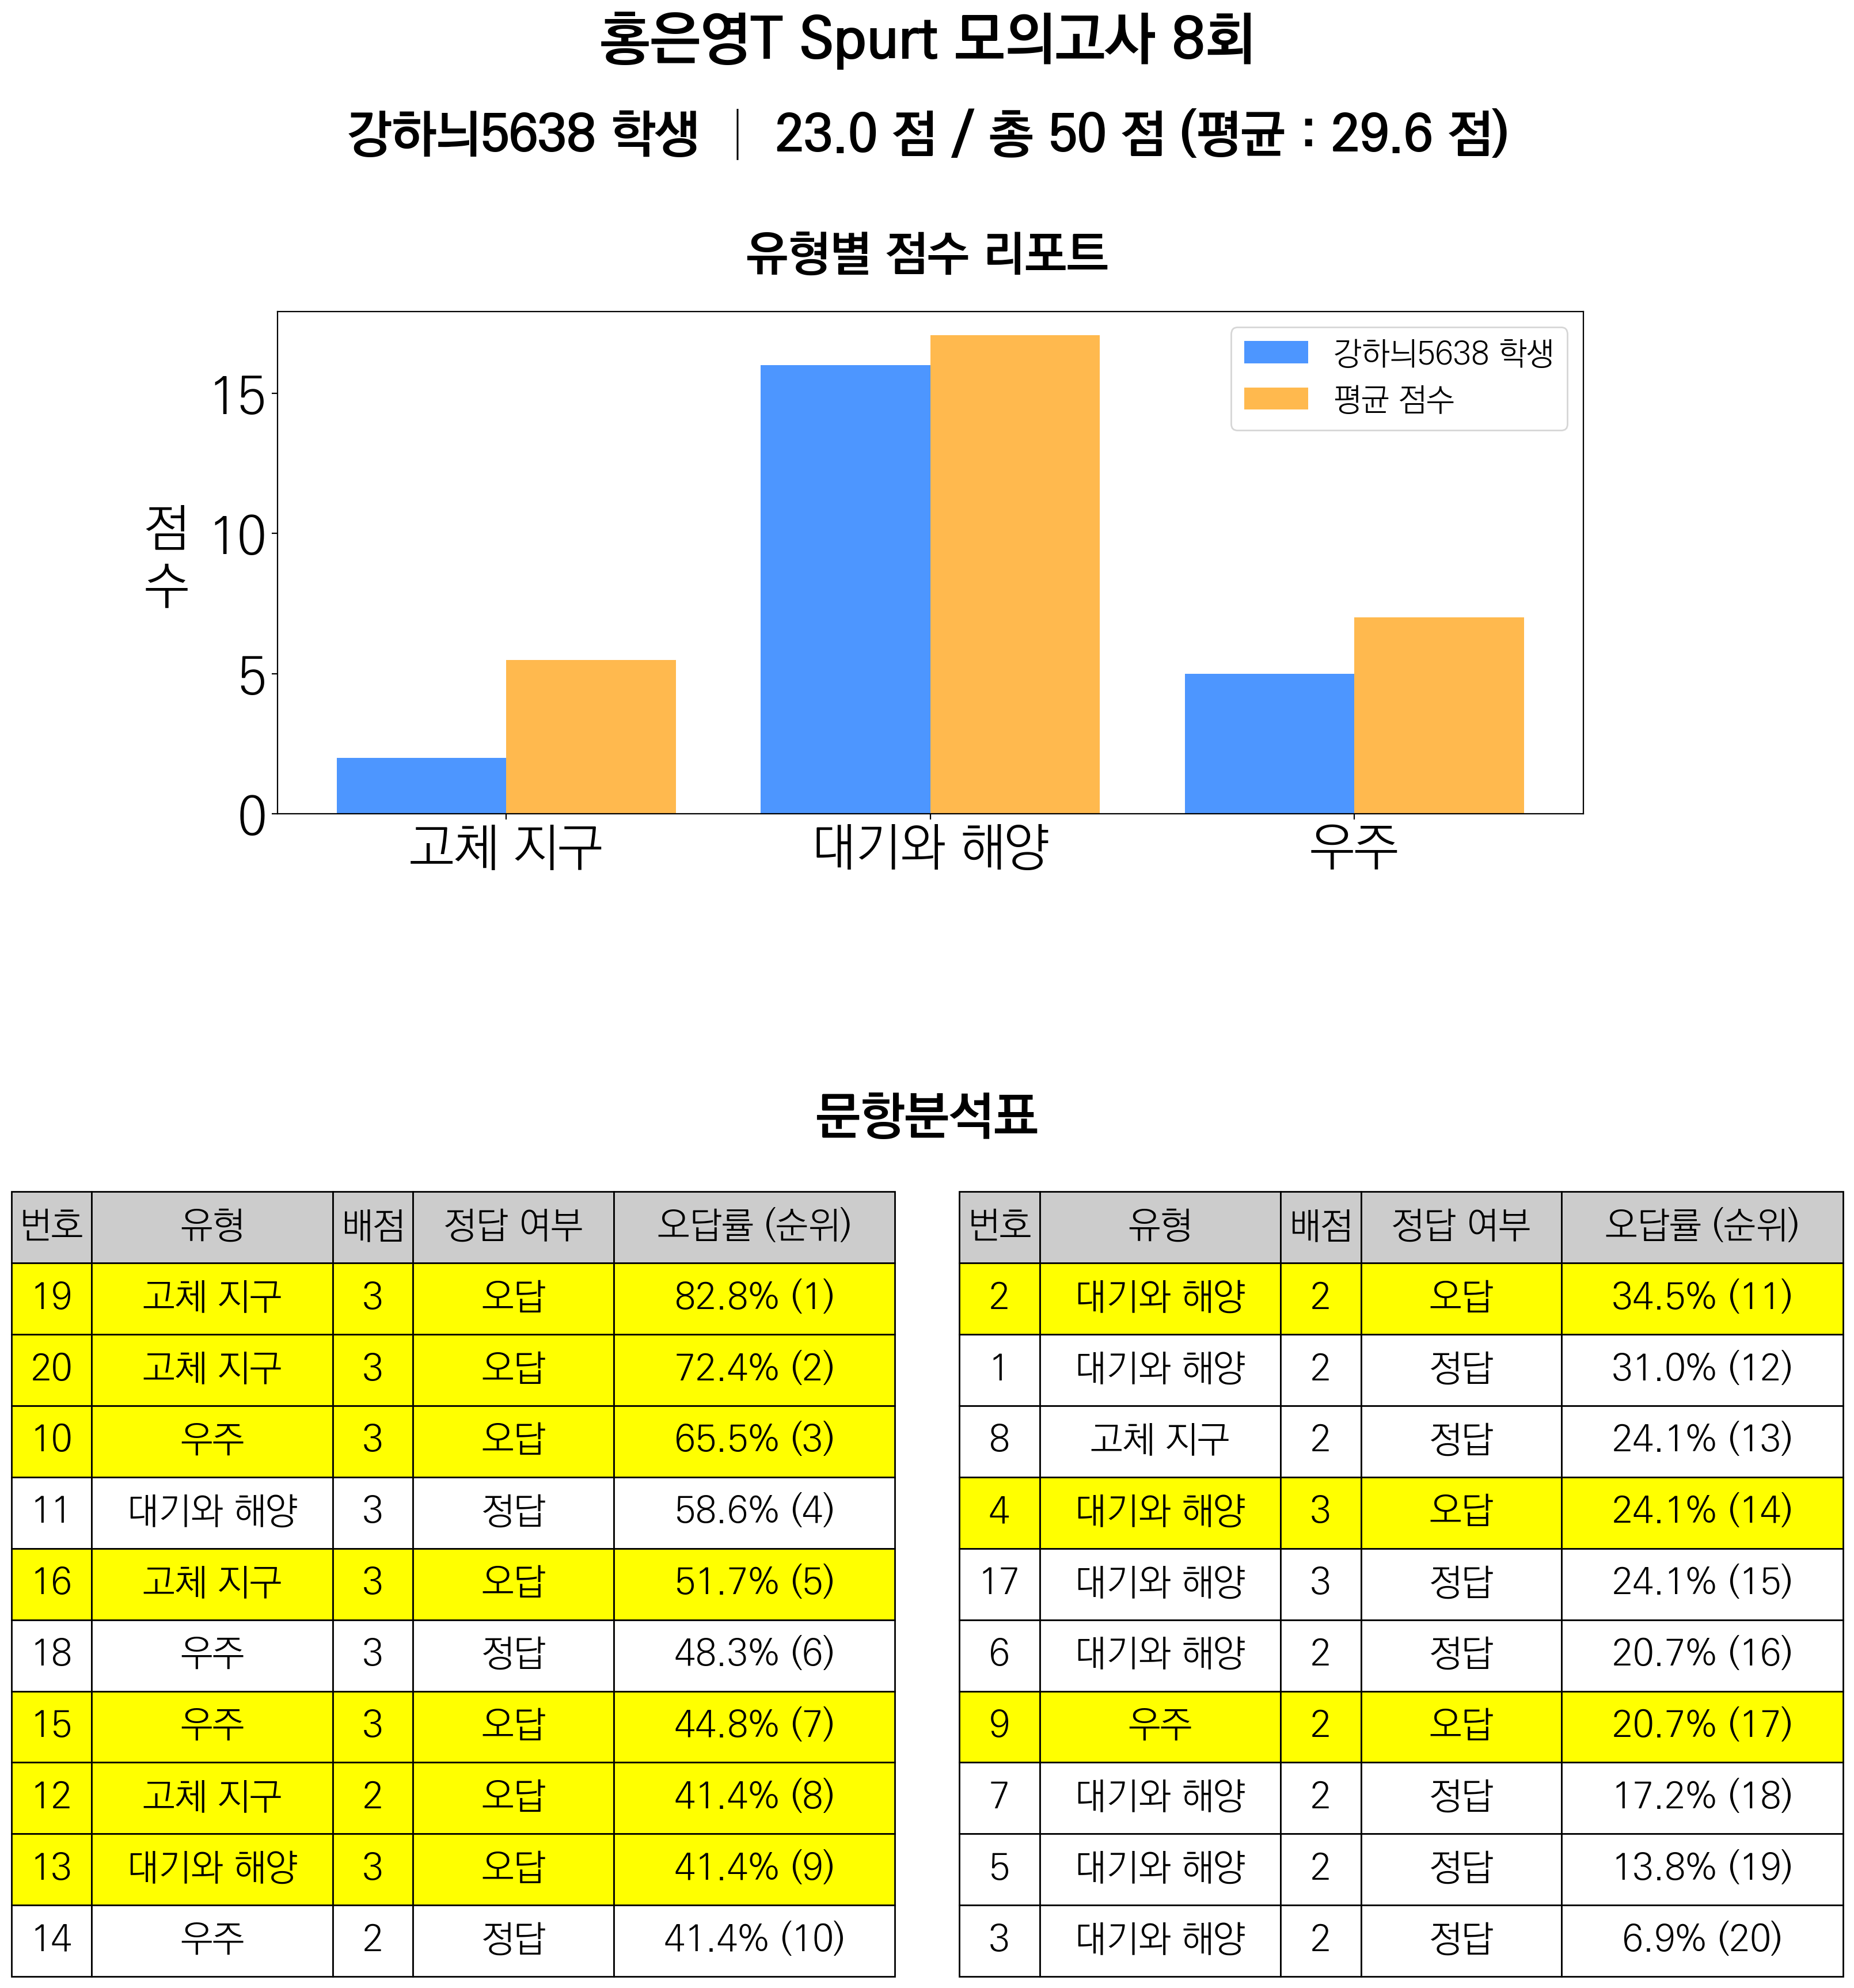 홍은영T Spurt 모의고사 8회
강하늬5638 학생 | 23.0 점 / 총 50 점 (평균 : 29.6 점)
유형별 점수 리포트
강하늬5638 학생
평균 점수
점수
15
10
5
0
고체 지구 대기와 해양 우주
문항분석표
번호 유형 배점 정답 여부 오답률 (순위)
19 고체 지구 3 오답 82.8% (1)
20 고체 지구 3 오답 72.4% (2)
10 우주 3 오답 65.5% (3)
11 대기와 해양 3 정답 58.6% (4)
16 고체 지구 3 오답 51.7% (5)
18 우주 3 정답 48.3% (6)
15 우주 3 오답 44.8% (7)
12 고체 지구 2 오답 41.4% (8)
13 대기와 해양 3 오답 41.4% (9)
14 우주 2 정답 41.4% (10)
번호 유형 배점 정답 여부 오답률 (순위)
2 대기와 해양 2 오답 34.5% (11)
1 대기와 해양 2 정답 31.0% (12)
8 고체 지구 2 정답 24.1% (13)
4 대기와 해양 3 오답 24.1% (14)
17 대기와 해양 3 정답 24.1% (15)
6 대기와 해양 2 정답 20.7% (16)
9 우주 2 오답 20.7% (17)
7 대기와 해양 2 정답 17.2% (18)
5 대기와 해양 2 정답 13.8% (19)
3 대기와 해양 2 정답 6.9% (20)